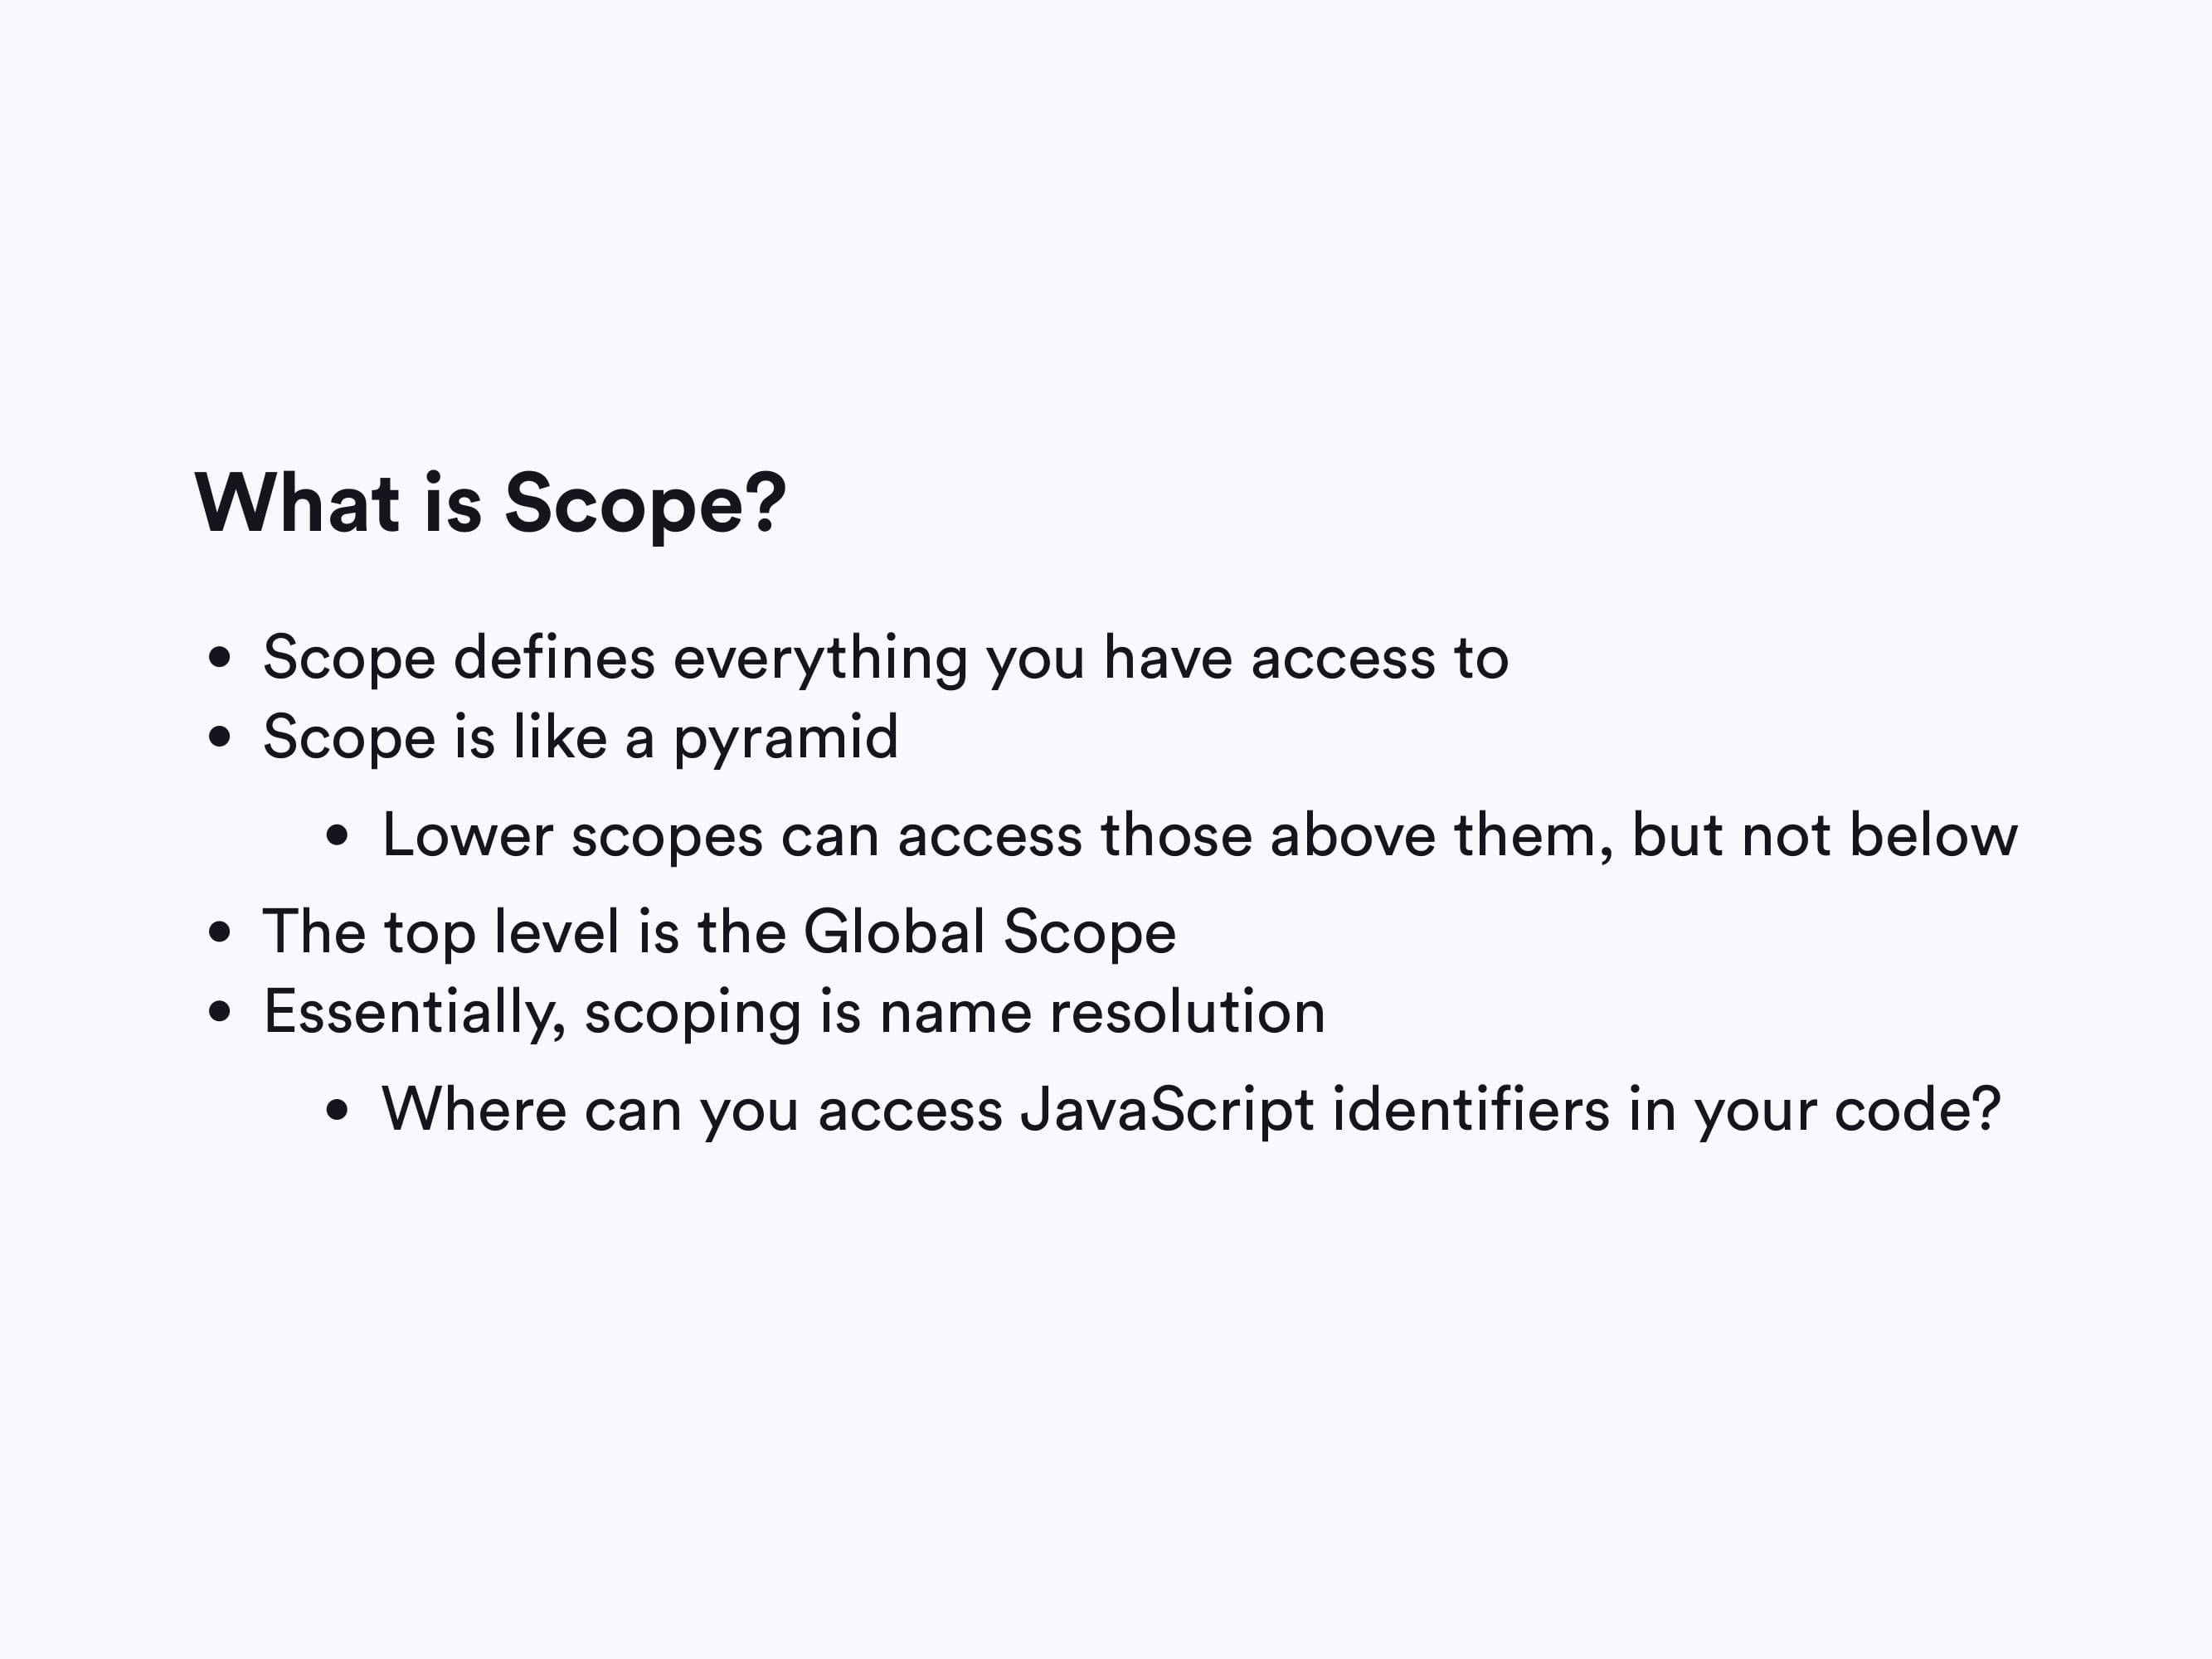 What is Scope?
• Scope defines everything you have access to
• Scope is like a pyramid
• Lower scopes can access those above them, but not below
• The top level is the Global Scope
• Essentially, scoping is name resolution
• Where can you access JavaScript identifiers in your code?